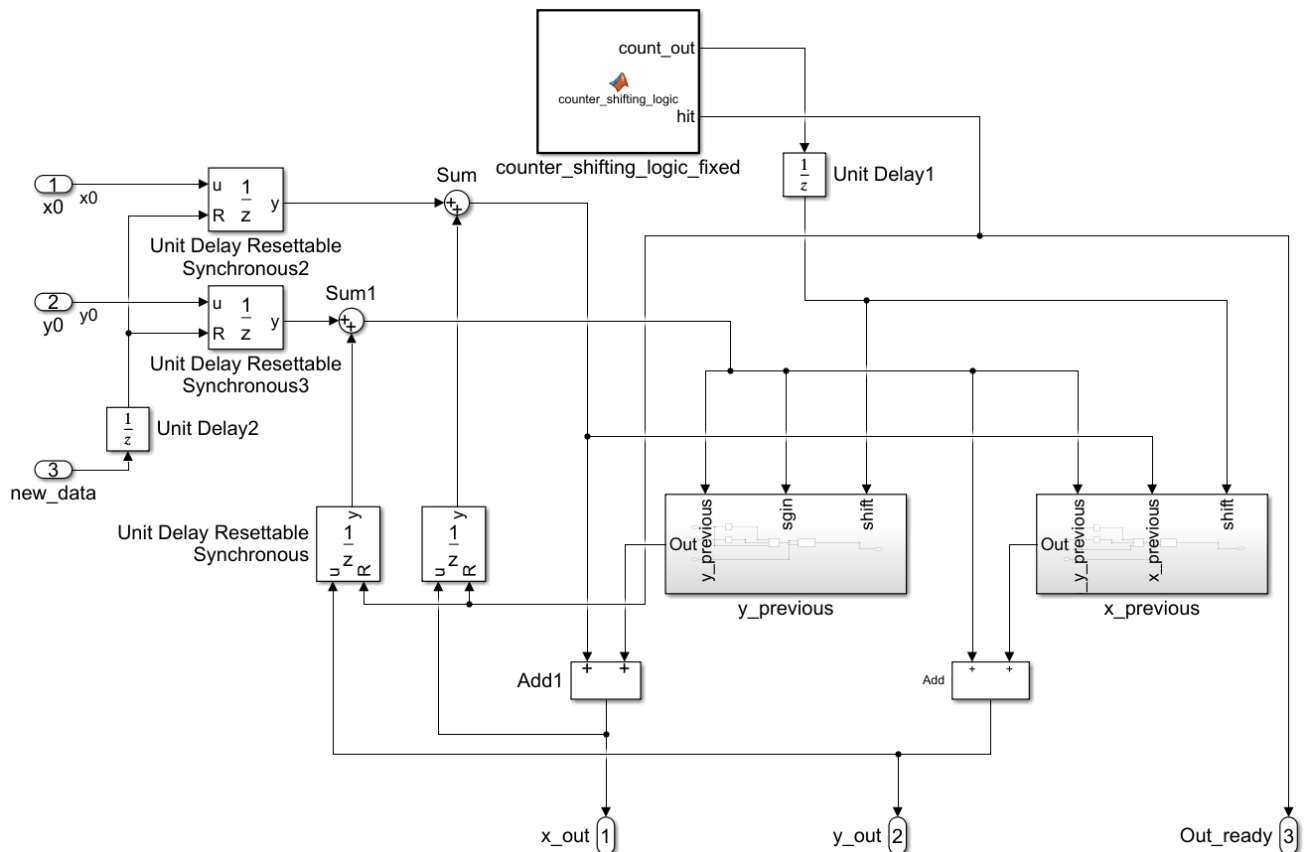 count_out
counter_shifting_logic
hit
counter_shifting_logic_fixed
1
z
Unit Delay1
1
x0
x0
u
R
1
z
y
Unit Delay Resettable
Synchronous2
Sum
+
+
2
y0
y0
u
R
1
z
y
Unit Delay Resettable
Synchronous3
Sum1
+
+
1
z
Unit Delay2
3
new_data
Unit Delay Resettable
Synchronous
y
1
z
u
R
y
1
z
u
R
y_previous
sgin
shift
Out
y_previous
_y_previous
x_previous
shift
Out
x_previous
Add1
+
+
Add
+
+
x_out
1
y_out
2
Out_ready
3